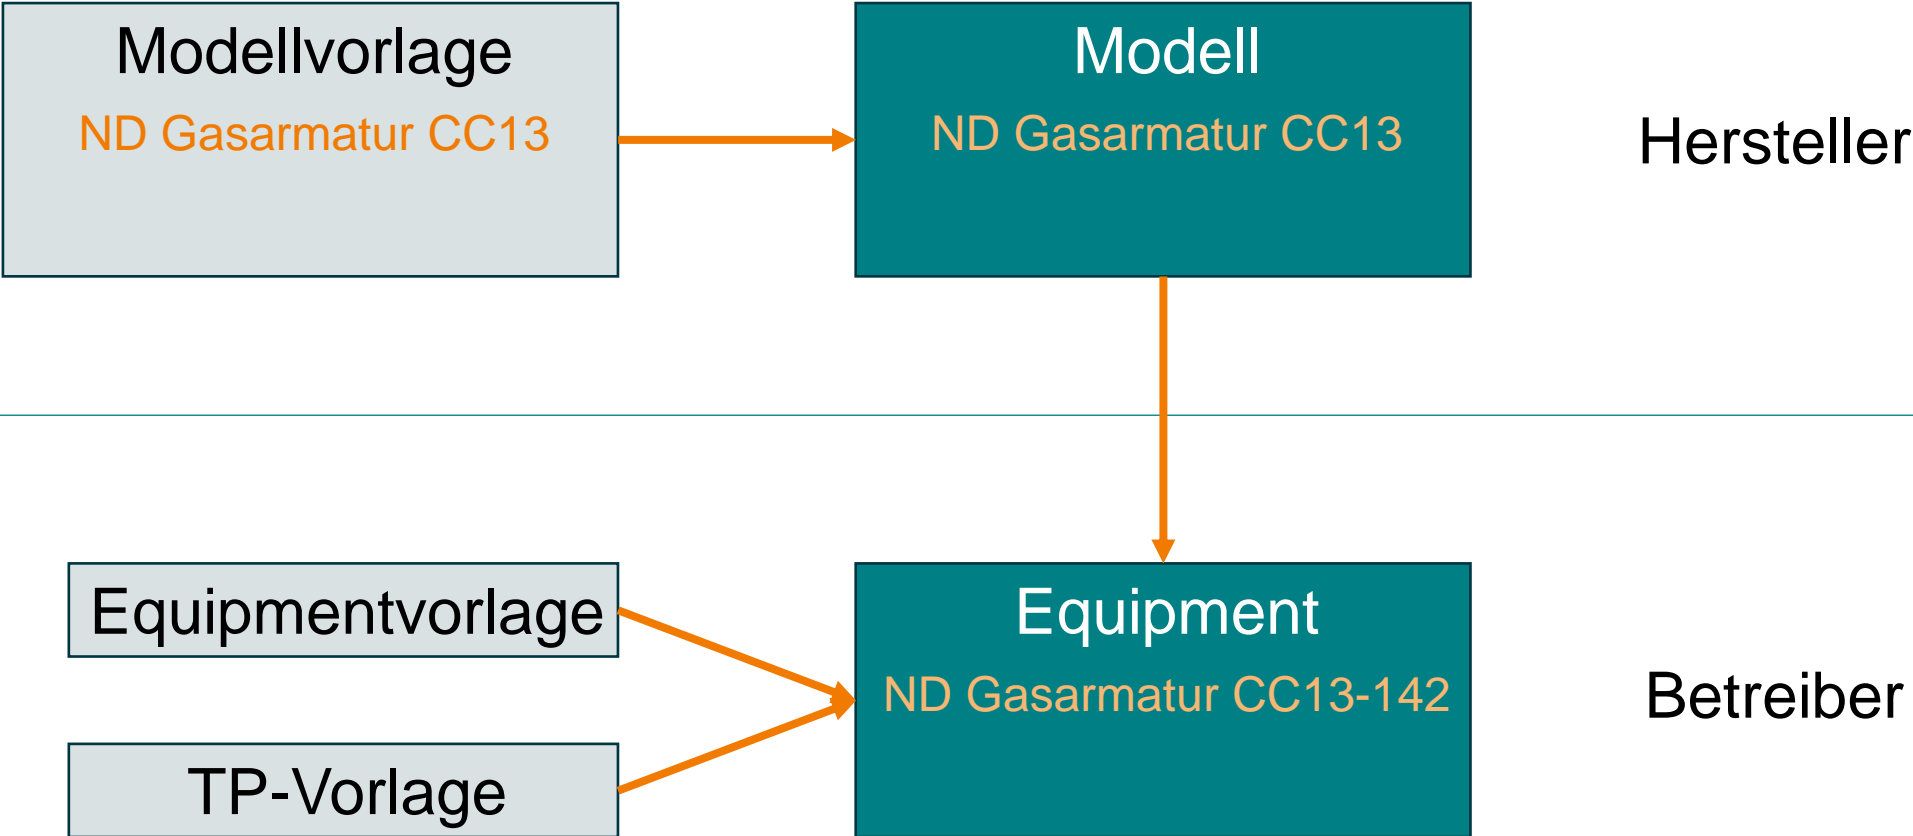 Modellvorlage
ND Gasarmatur CC13
Modell
ND Gasarmatur CC13
Hersteller
Equipmentvorlage
TP-Vorlage
Equipment
ND Gasarmatur CC13-142
Betreiber